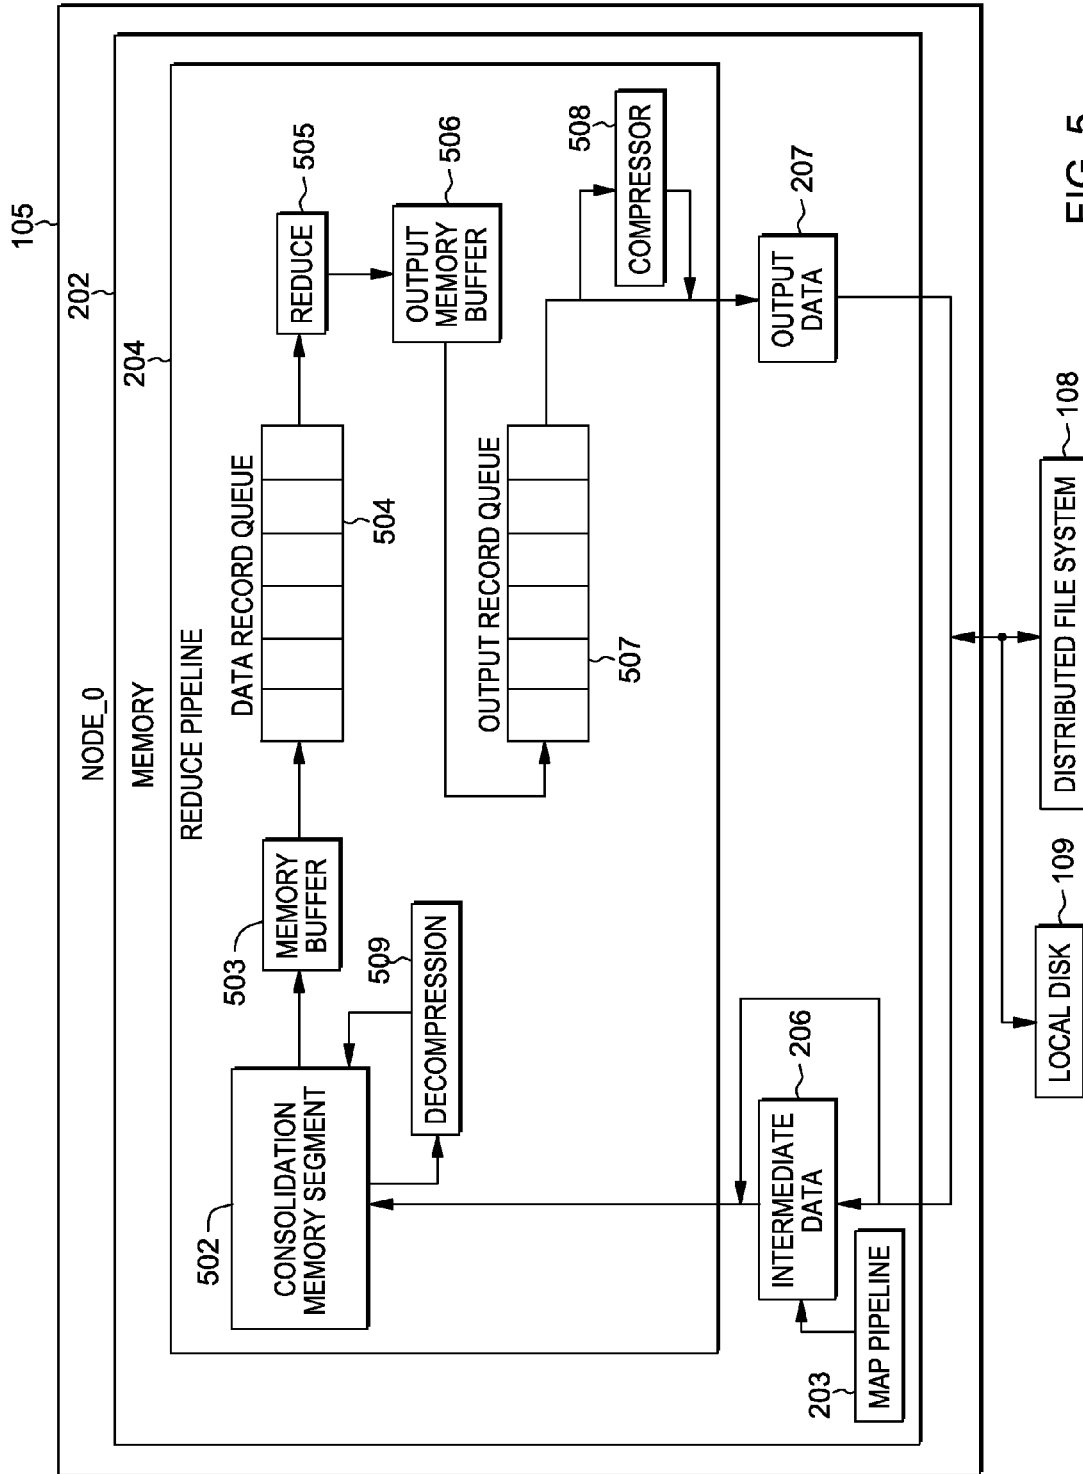 105
NODE_0
202
MEMORY
204
REDUCE PIPELINE
502
CONSOLIDATION
MEMORY SEGMENT
503
MEMORY
BUFFER
DATA RECORD QUEUE
504
REDUCE
505
509
DECOMPRESSION
OUTPUT
MEMORY
BUFFER
506
OUTPUT RECORD QUEUE
507
508
COMPRESSOR
203
MAP PIPELINE
INTERMEDIATE
DATA
206
OUTPUT
DATA
207
LOCAL DISK
109
DISTRIBUTED FILE SYSTEM
108
FIG. 5